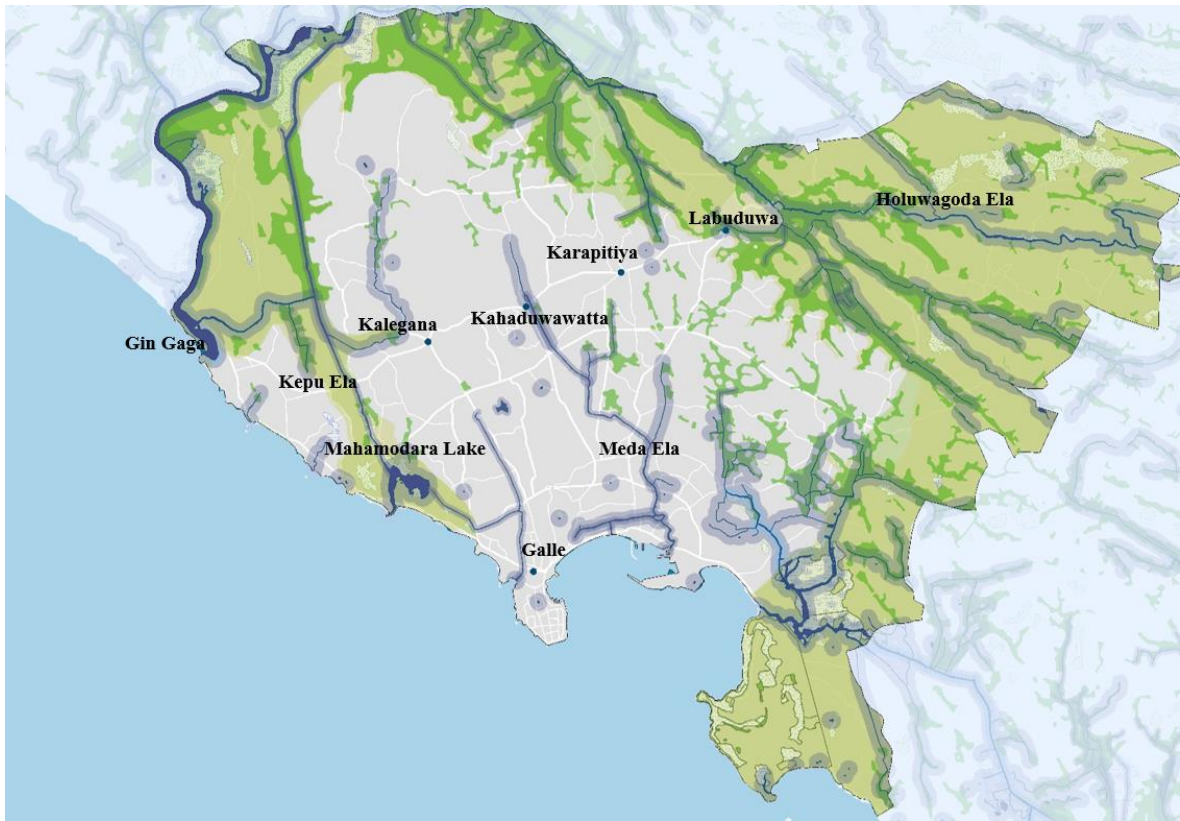 Holuwagoda Ela
Labuduwa
Karapitiya
Kahaduwawatta
Kalegana
Gin Gaga
Kepu Ela
Mahamodara Lake
Meda Ela
Galle